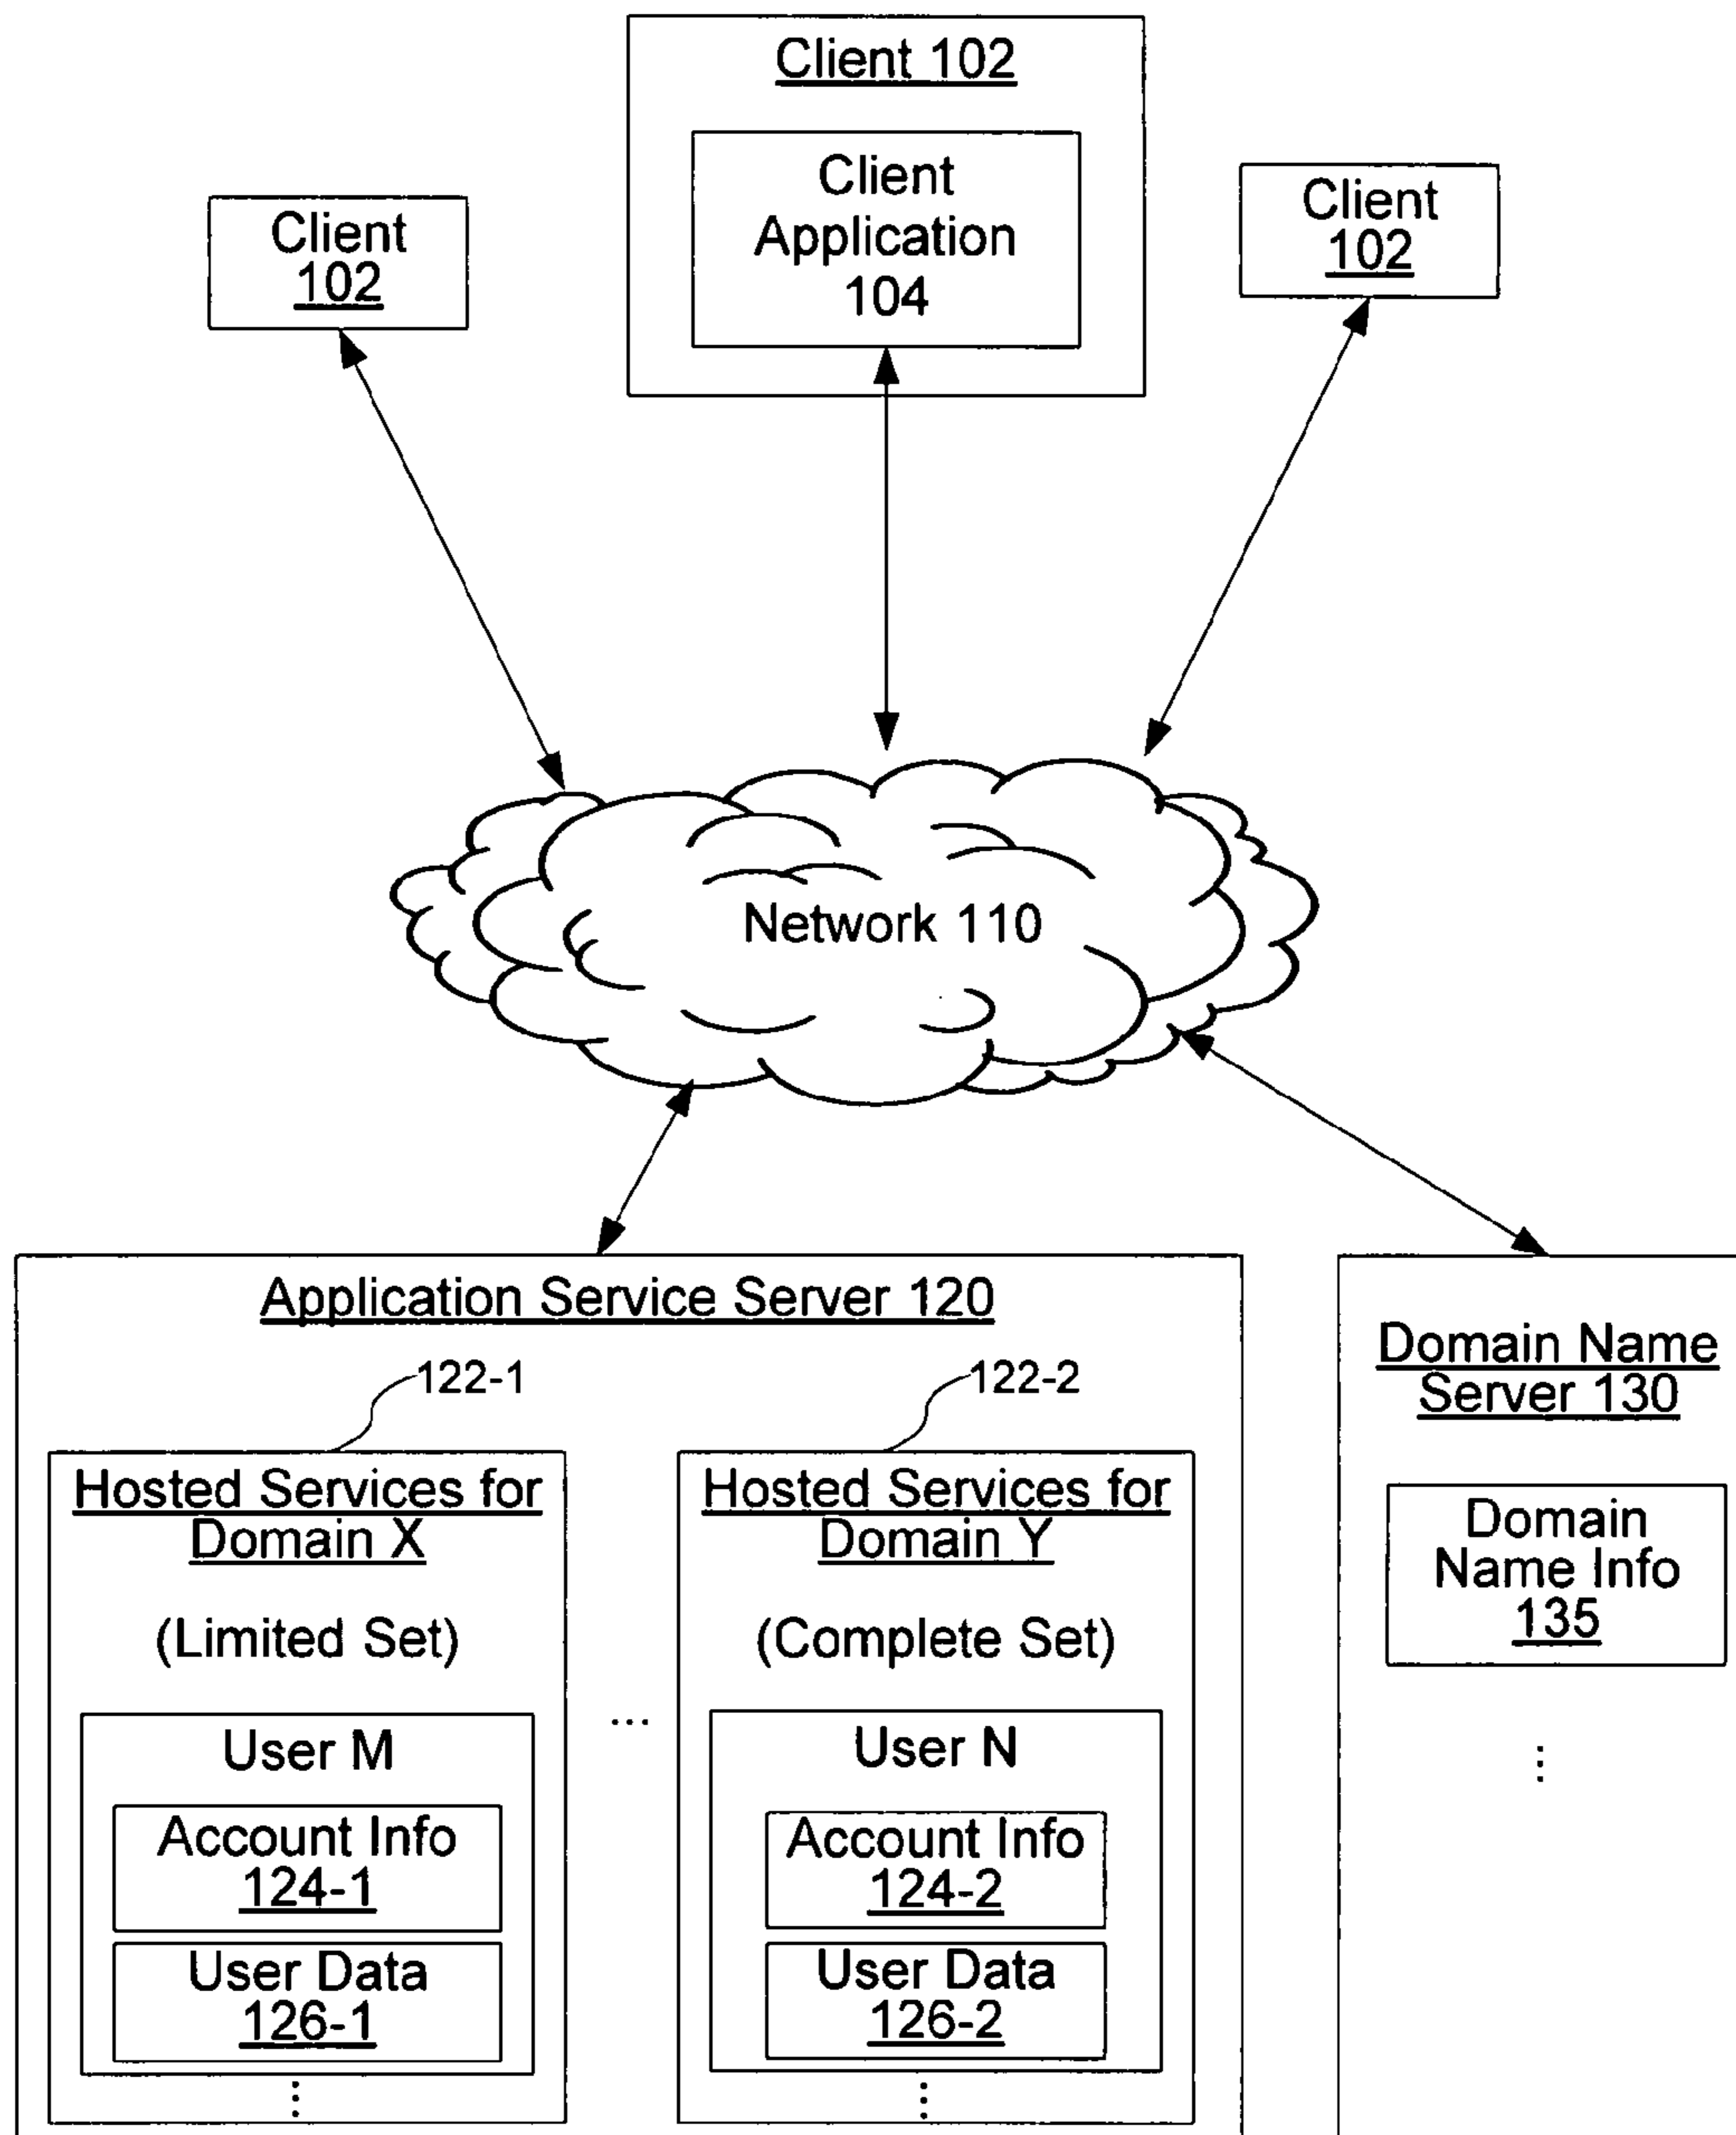 Client 102
Client
Application
104
Client
102
Client
102
Network 110
Application Service Server 120
122-1
122-2
Hosted Services for
Domain X
(Limited Set)
User M
Account Info
124-1
User Data
126-1
⋮
...
Hosted Services for
Domain Y
(Complete Set)
User N
Account Info
124-2
User Data
126-2
⋮
Domain Name
Server 130
Domain
Name Info
135
⋮